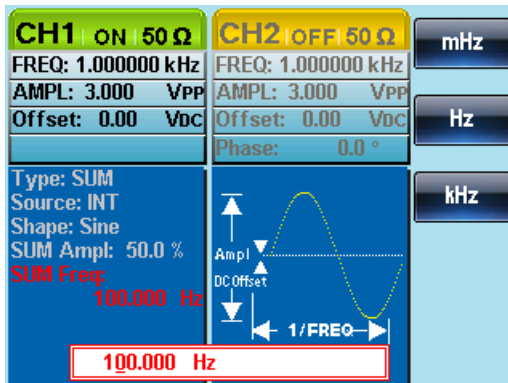 CH1 ON 50 Ω
FREQ: 1.000000 kHz
AMPL: 3.000 VPP
Offset: 0.00 VDC
CH2 OFF 50 Ω
FREQ: 1.000000 kHz
AMPL: 3.000 VPP
Offset: 0.00 VDC
Phase: 0.0 °
Type: SUM
Source: INT
Shape: Sine
SUM Ampl: 50.0 %
SUM Freq:
100.000 Hz
Ampl
DC Offset
1/FREQ
100.000 Hz
mHz
Hz
kHz